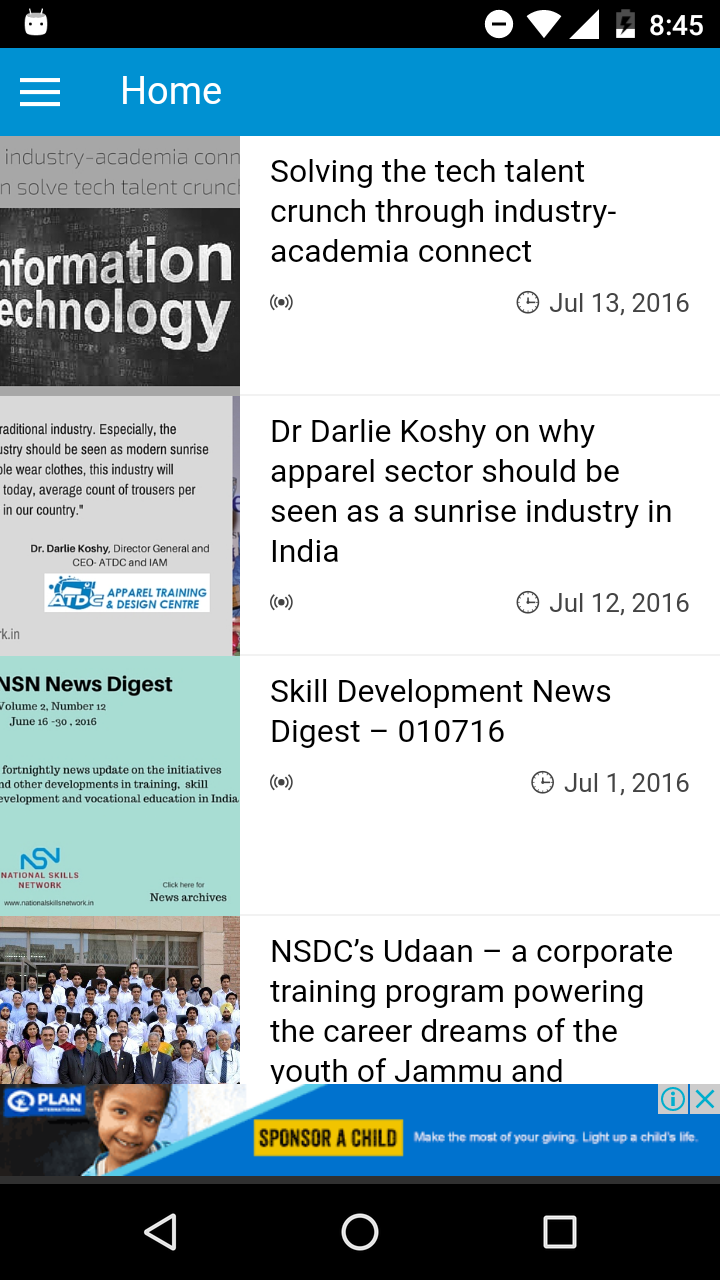 8:45
Home
industry-academia conn
n solve tech talent crunch
nformation
echnology
Solving the tech talent
crunch through industry-
academia connect
Jul 13, 2016
raditional industry. Especially, the
ustry should be seen as modern sunrise
ple wear clothes, this industry will
today, average count of trousers per
in our country."
Dr. Darlie Koshy, Director General and
CEO- ATDC and IAM
ATDC APPAREL TRAINING
& DESIGN CENTRE
rk.in
Dr Darlie Koshy on why
apparel sector should be
seen as a sunrise industry in
India
Jul 12, 2016
NSN News Digest
Volume 2, Number 12
June 16 -30 , 2016
fortnightly news update on the initiatives
nd other developments in training, skill
evelopment and vocational education in India
NSN
NATIONAL SKILLS
NETWORK
www.nationalskillsnetwork.in
Click here for
News archives
Skill Development News
Digest – 010716
Jul 1, 2016
NSDC’s Udaan – a corporate
training program powering
the career dreams of the
youth of Jammu and
PLAN
INTERNATIONAL
SPONSOR A CHILD
Make the most of your giving. Light up a child's life.